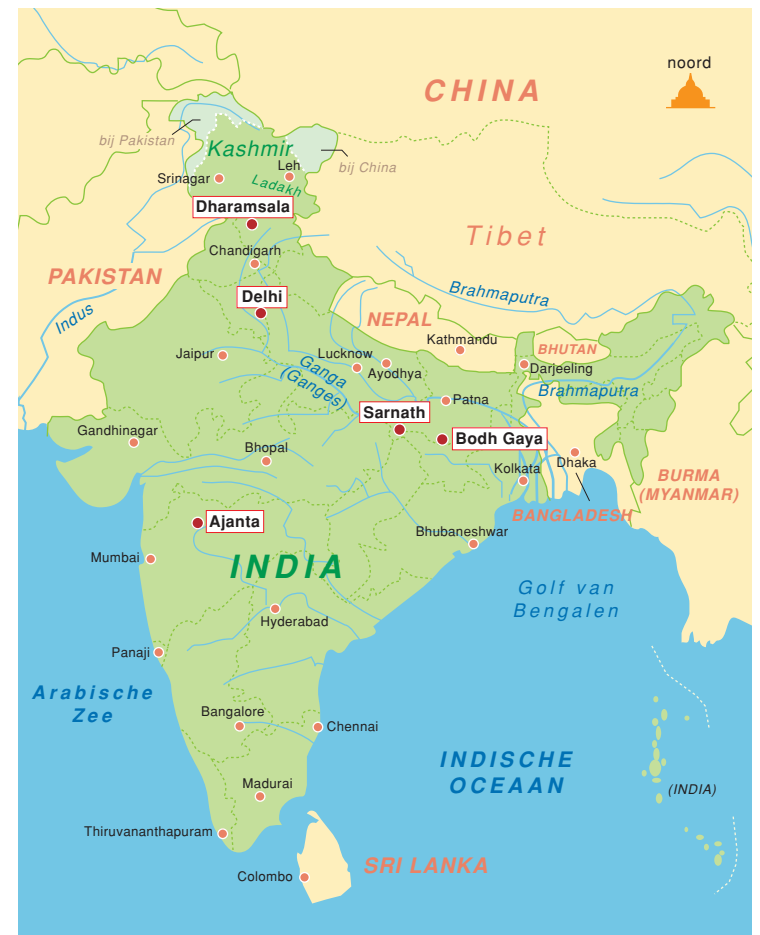 noord
CHINA
bij Pakistan
Kashmir
bij China
Leh
Srinagar
Ladakh
Dharamsala
Tibet
Chandigarh
PAKISTAN
Delhi
Brahmaputra
Indus
NEPAL
Kathmandu
BHUTAN
Jaipur
Lucknow
Ayodhya
Darjeeling
Ganga
(Ganges)
Brahmaputra
Patna
Sarnath
Gandhinagar
Bodh Gaya
Bhopal
Kolkata
Dhaka
BURMA
(MYANMAR)
BANGLADESH
Ajanta
Bhubaneshwar
Mumbai
INDIA
Golf van
Bengalen
Hyderabad
Panaji
Arabische
Zee
Bangalore
Chennai
INDISCHE
OCEAAN
Madurai
(INDIA)
Thiruvananthapuram
SRI LANKA
Colombo